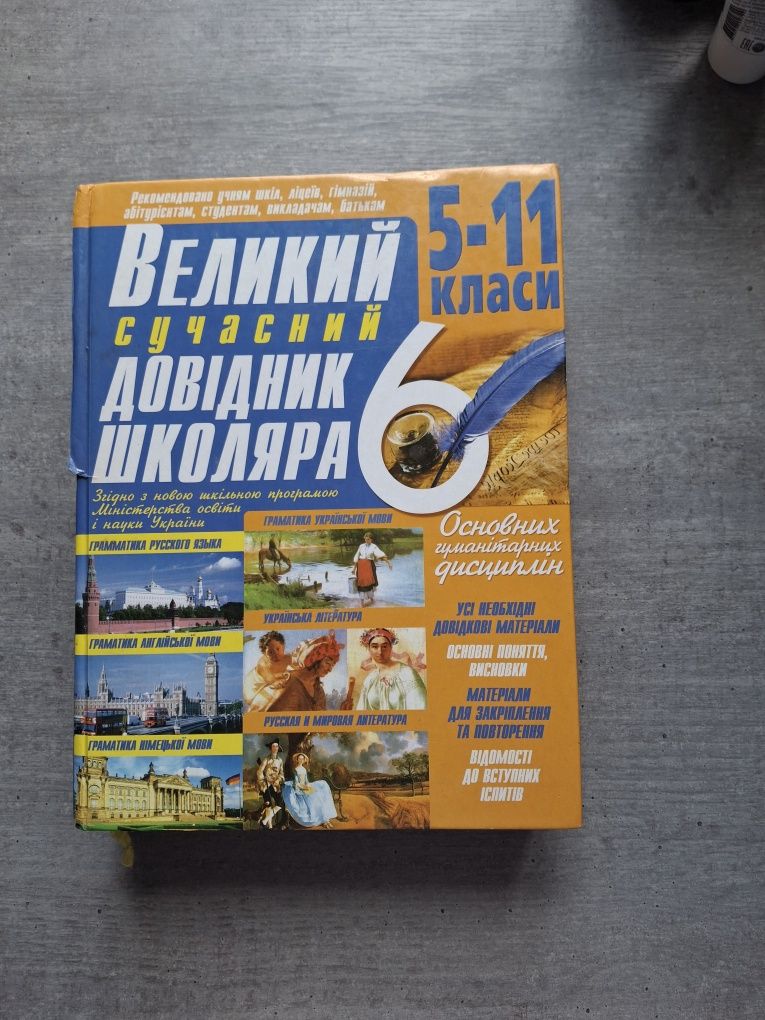 Рекомендовано учням шкіл, ліцеїв, гімназій,
абітурієнтам, студентам, викладачам, батькам
5-11
класи
Великий
сучасний
довідник
школяра
6
Згідно з новою шкільною програмою
Міністерства освіти
і науки України
Основних
гуманітарних
дисциплін
ГРАММАТИКА РУССКОГО ЯЗЫКА
ГРАМАТИКА АНГЛІЙСЬКОЇ МОВИ
ГРАМАТИКА НІМЕЦЬКОЇ МОВИ
ГРАМАТИКА УКРАЇНСЬКОЇ МОВИ
УКРАЇНСЬКА ЛІТЕРАТУРА
РУССКАЯ И МИРОВАЯ ЛИТЕРАТУРА
УСІ НЕОБХІДНІ
ДОВІДКОВІ МАТЕРІАЛИ
ОСНОВНІ ПОНЯТТЯ,
ВИСНОВКИ
МАТЕРІАЛИ
ДЛЯ ЗАКРІПЛЕННЯ
ТА ПОВТОРЕННЯ
ВІДОМОСТІ
ДО ВСТУПНИХ
ІСПИТІВ
EAC